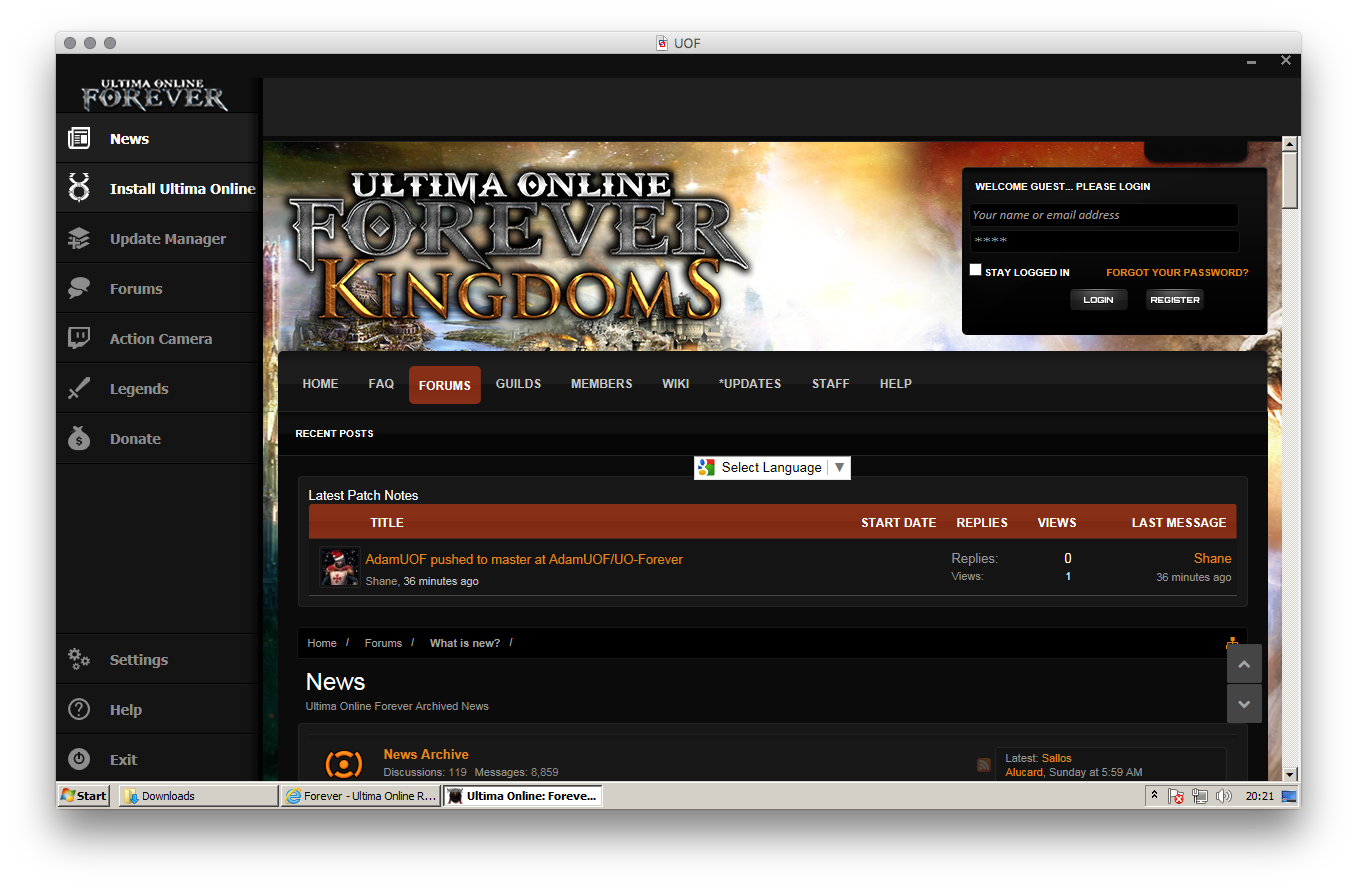 UOF
ULTIMA ONLINE
FOREVER
News
Install Ultima Online
Update Manager
Forums
Action Camera
Legends
Donate
Settings
Help
Exit
ULTIMA ONLINE
FOREVER
KINGDOMS
WELCOME GUEST... PLEASE LOGIN
Your name or email address
****
STAY LOGGED IN FORGOT YOUR PASSWORD?
LOGIN REGISTER
HOME FAQ FORUMS GUILDS MEMBERS WIKI *UPDATES STAFF HELP
RECENT POSTS
Select Language ▼
Latest Patch Notes
TITLE START DATE REPLIES VIEWS LAST MESSAGE
AdamUOF pushed to master at AdamUOF/UO-Forever Replies: 0 Shane
Shane, 36 minutes ago Views: 1 36 minutes ago
Home / Forums / What is new? /
News
Ultima Online Forever Archived News
News Archive Latest: Sallos
Discussions: 119 Messages: 8,859 Alucard, Sunday at 5:59 AM
Start Downloads Forever - Ultima Online R... Ultima Online: Foreve... 20:21